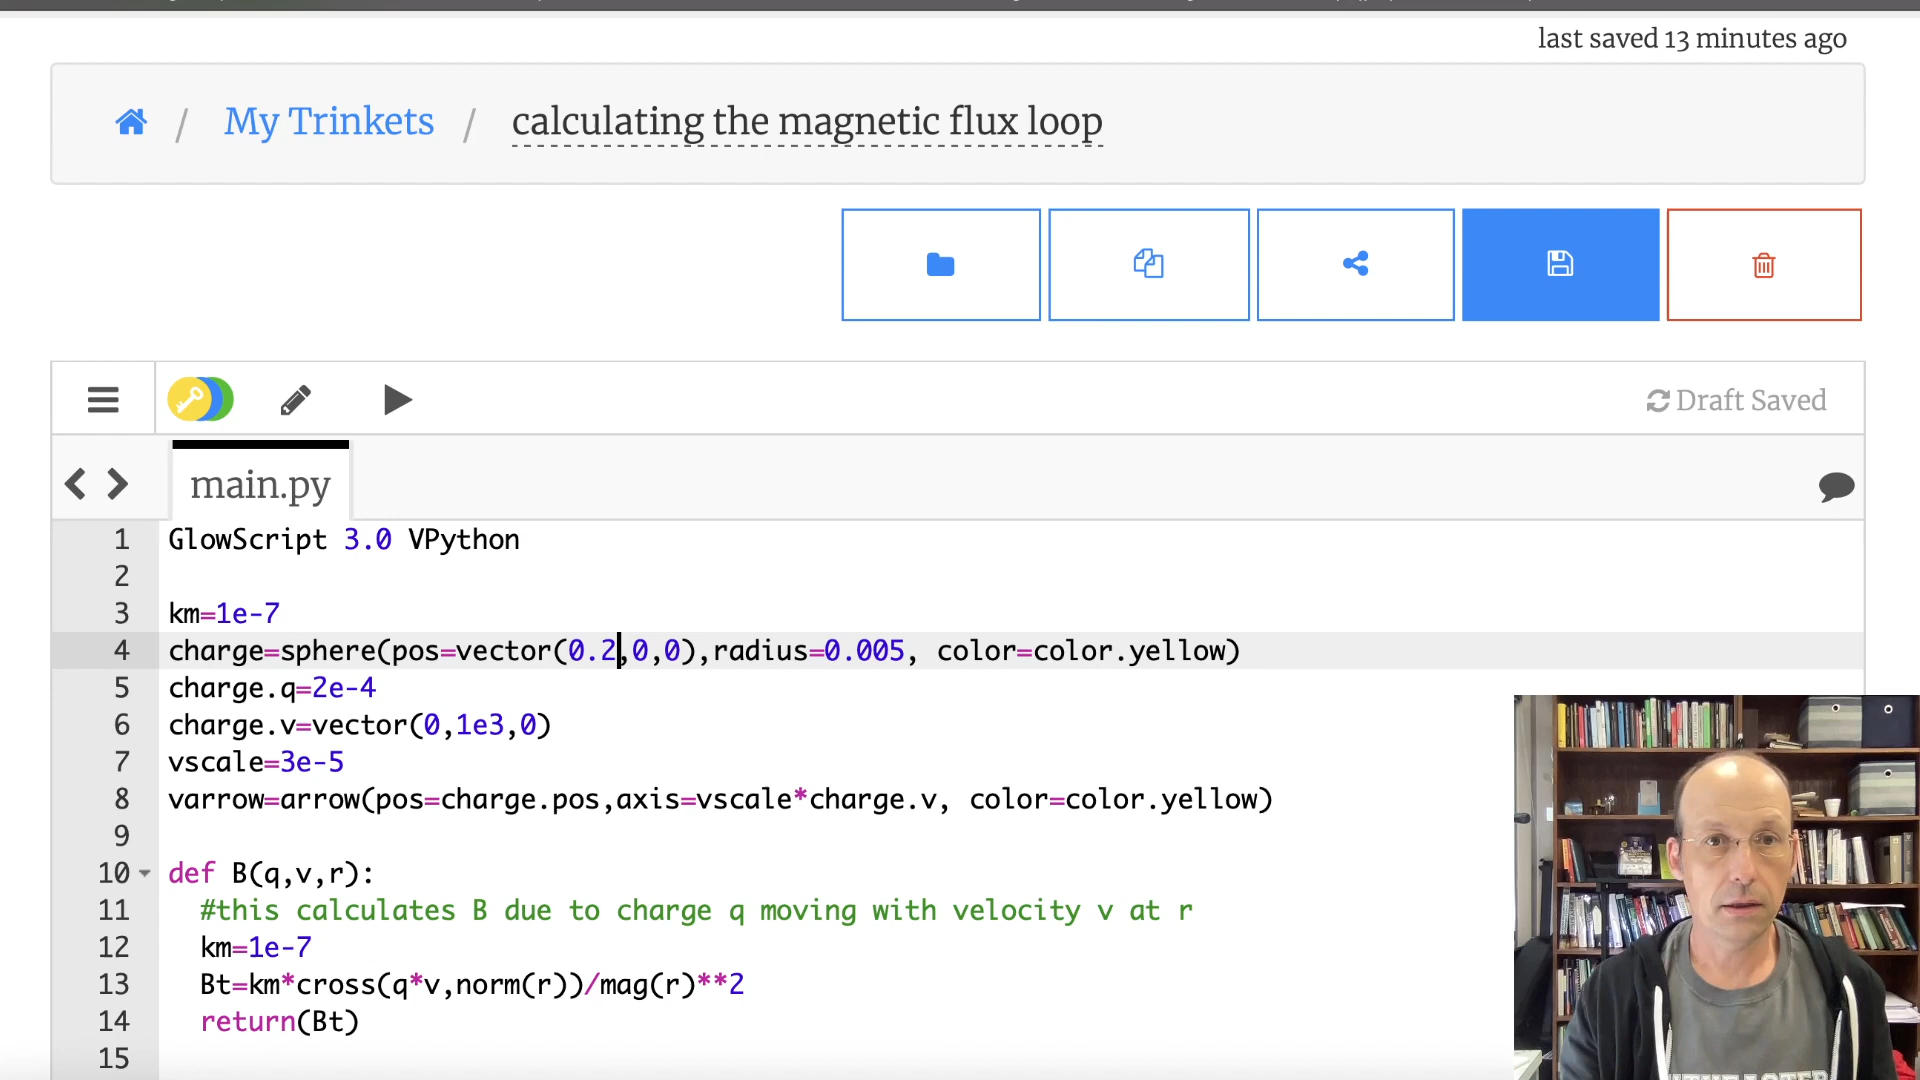 last saved 13 minutes ago
/ My Trinkets / calculating the magnetic flux loop
Draft Saved
main.py
1 GlowScript 3.0 VPython
2
3 km=1e-7
4 charge=sphere(pos=vector(0.2,0,0),radius=0.005, color=color.yellow)
5 charge.q=2e-4
6 charge.v=vector(0,1e3,0)
7 vscale=3e-5
8 varrow=arrow(pos=charge.pos,axis=vscale*charge.v, color=color.yellow)
9
10 def B(q,v,r):
11 #this calculates B due to charge q moving with velocity v at r
12 km=1e-7
13 Bt=km*cross(q*v,norm(r))/mag(r)**2
14 return(Bt)
15